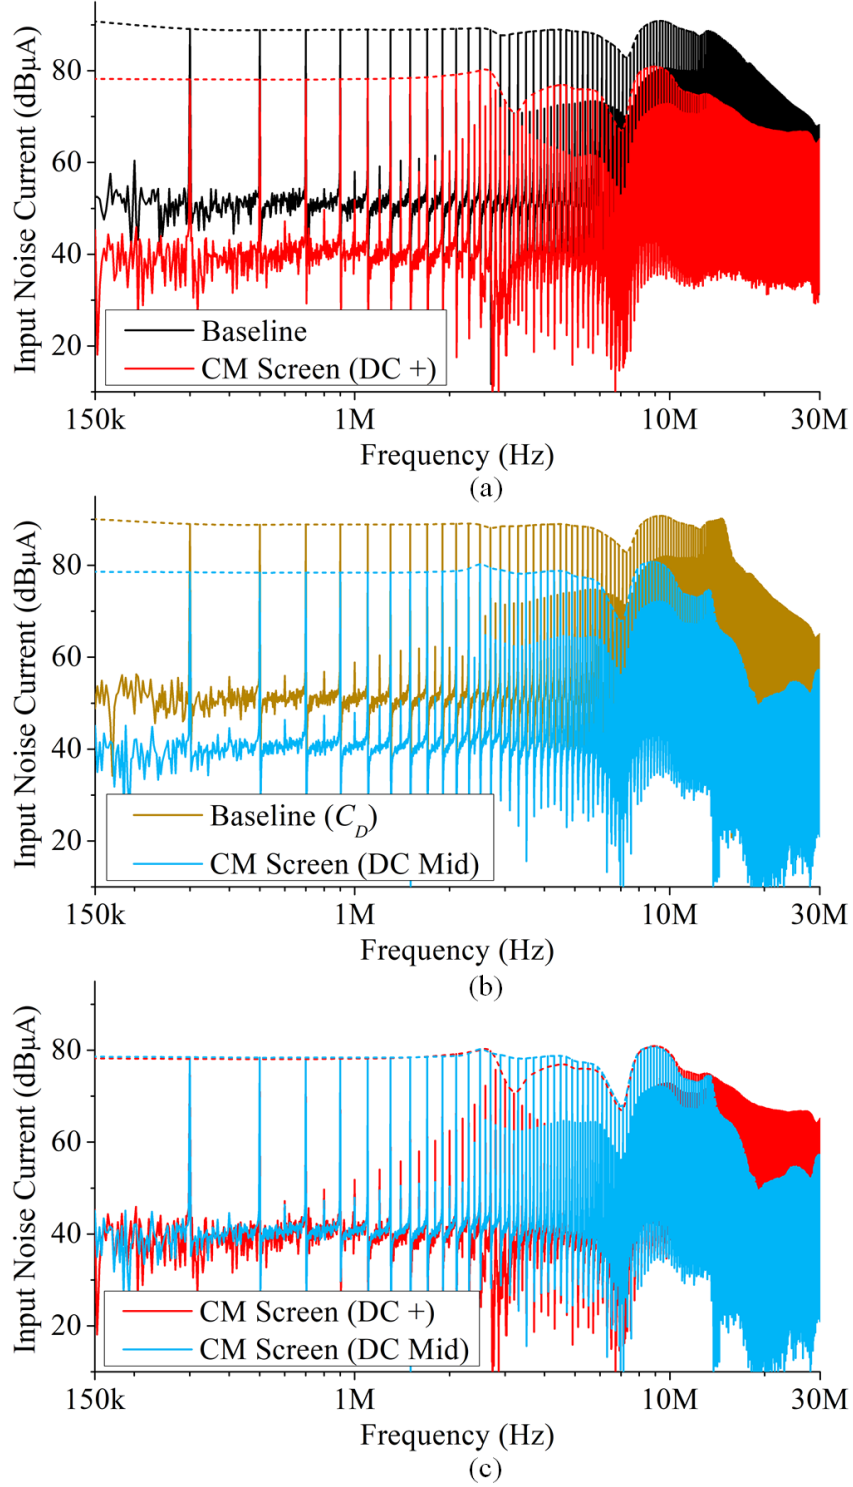 Input Noise Current (dBμA)
80
60
40
20
Baseline
CM Screen (DC +)
150k
1M
10M
30M
Frequency (Hz)
(a)
Input Noise Current (dBμA)
80
60
40
20
Baseline (C_D)
CM Screen (DC Mid)
150k
1M
10M
30M
Frequency (Hz)
(b)
Input Noise Current (dBμA)
80
60
40
20
CM Screen (DC +)
CM Screen (DC Mid)
150k
1M
10M
30M
Frequency (Hz)
(c)